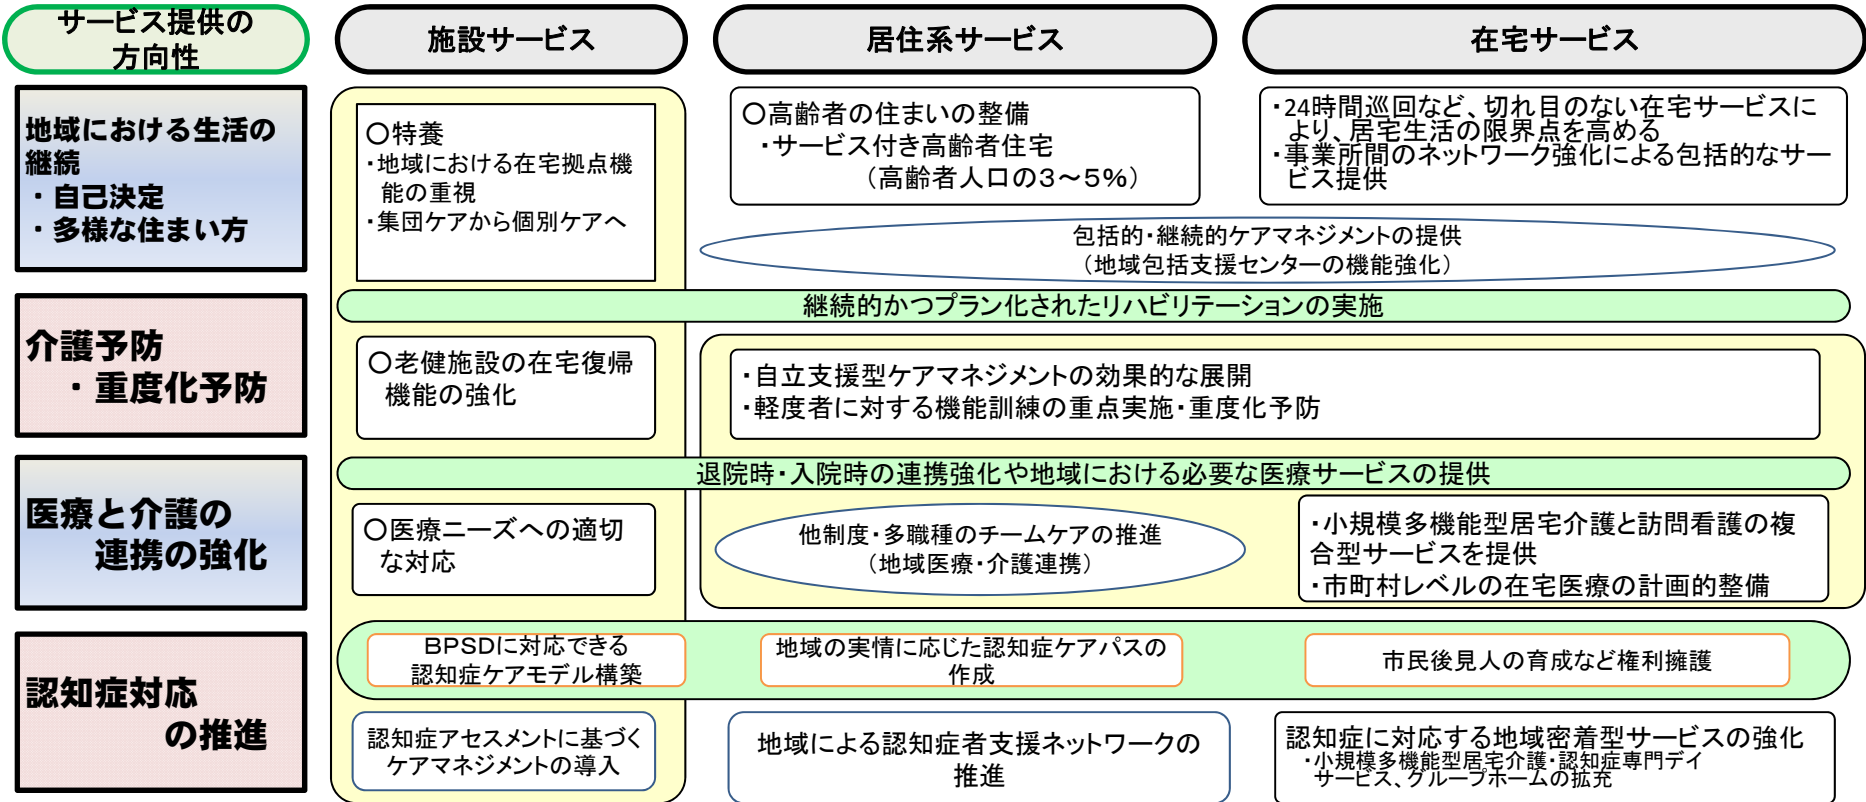 サービス提供の
方向性
施設サービス
居住系サービス
在宅サービス
地域における生活の
継続
・自己決定
・多様な住まい方
〇特養
・地域における在宅拠点機
能の重視
・集団ケアから個別ケアへ
〇高齢者の住まいの整備
・サービス付き高齢者住宅
（高齢者人口の３～５％）
・24時間巡回など、切れ目のない在宅サービスに
より、居宅生活の限界点を高める
・事業所間のネットワーク強化による包括的なサー
ビス提供
包括的・継続的ケアマネジメントの提供
（地域包括支援センターの機能強化）
継続的かつプラン化されたリハビリテーションの実施
介護予防
・重度化予防
〇老健施設の在宅復帰
機能の強化
・自立支援型ケアマネジメントの効果的な展開
・軽度者に対する機能訓練の重点実施・重度化予防
退院時・入院時の連携強化や地域における必要な医療サービスの提供
医療と介護の
連携の強化
〇医療ニーズへの適切
な対応
他制度・多職種のチームケアの推進
（地域医療・介護連携）
・小規模多機能型居宅介護と訪問看護の複
合型サービスを提供
・市町村レベルの在宅医療の計画的整備
認知症対応
の推進
ＢＰＳＤに対応できる
認知症ケアモデル構築
地域の実情に応じた認知症ケアパスの
作成
市民後見人の育成など権利擁護
認知症アセスメントに基づく
ケアマネジメントの導入
地域による認知症者支援ネットワークの
推進
認知症に対応する地域密着型サービスの強化
・小規模多機能型居宅介護・認知症専門デイ
サービス、グループホームの拡充